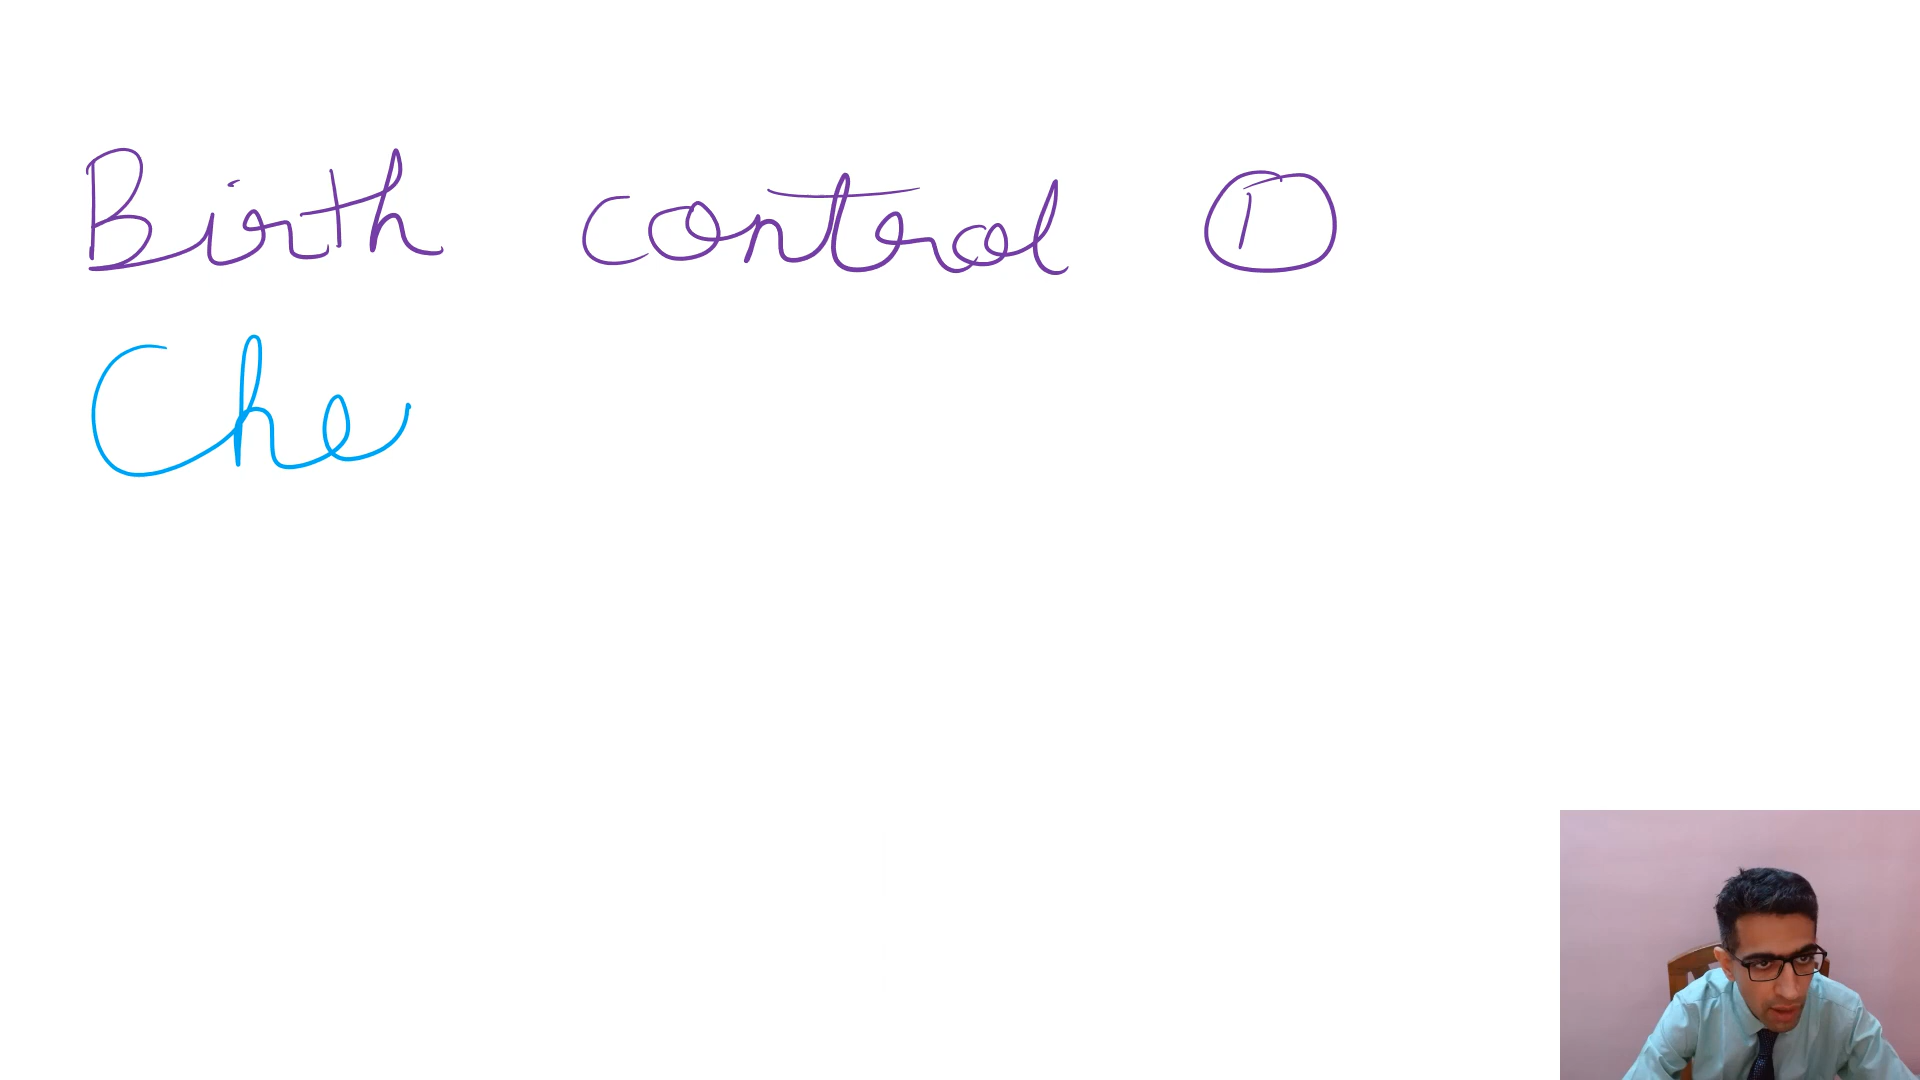 Birth control ①
Che